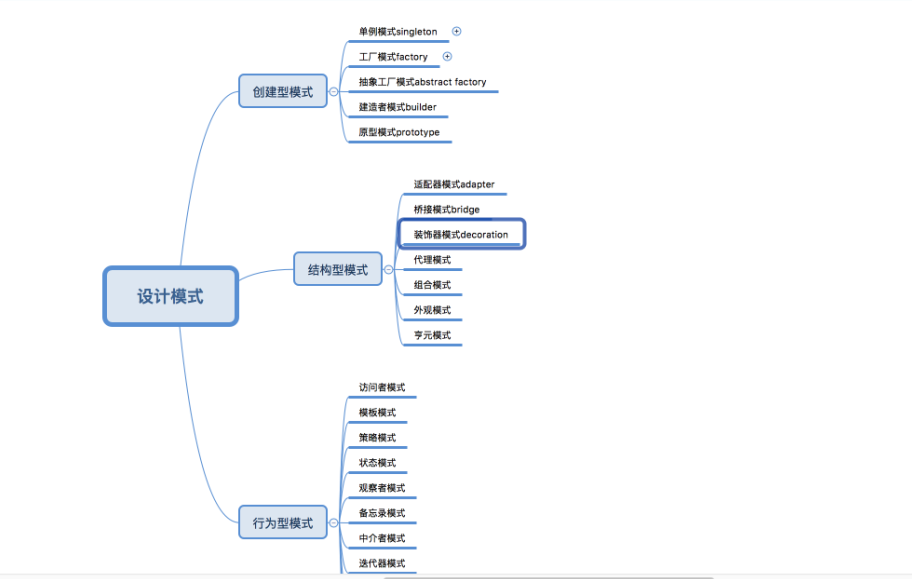 单例模式singleton
工厂模式factory
抽象工厂模式abstract factory
创建型模式
建造者模式builder
原型模式prototype
适配器模式adapter
桥接模式bridge
装饰器模式decoration
代理模式
结构型模式
组合模式
设计模式
外观模式
亨元模式
访问者模式
模板模式
策略模式
状态模式
观察者模式
备忘录模式
行为型模式
中介者模式
迭代器模式